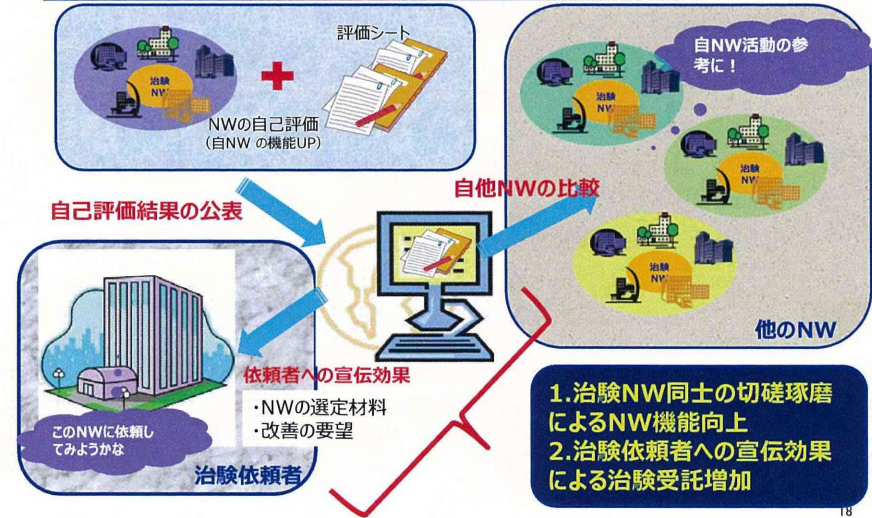 評価シート
治験
NW
NWの自己評価
(自NW の機能UP)
自NW活動の参
考に!
治験
NW
治験
NW
治験
NW
他のNW
自己評価結果の公表
自他NWの比較
依頼者への宣伝効果
・NWの選定材料
・改善の要望
このNWに依頼し
てみようかな
治験依頼者
1.治験NW同士の切磋琢磨
によるNW機能向上
2.治験依頼者への宣伝効果
による治験受託増加
18